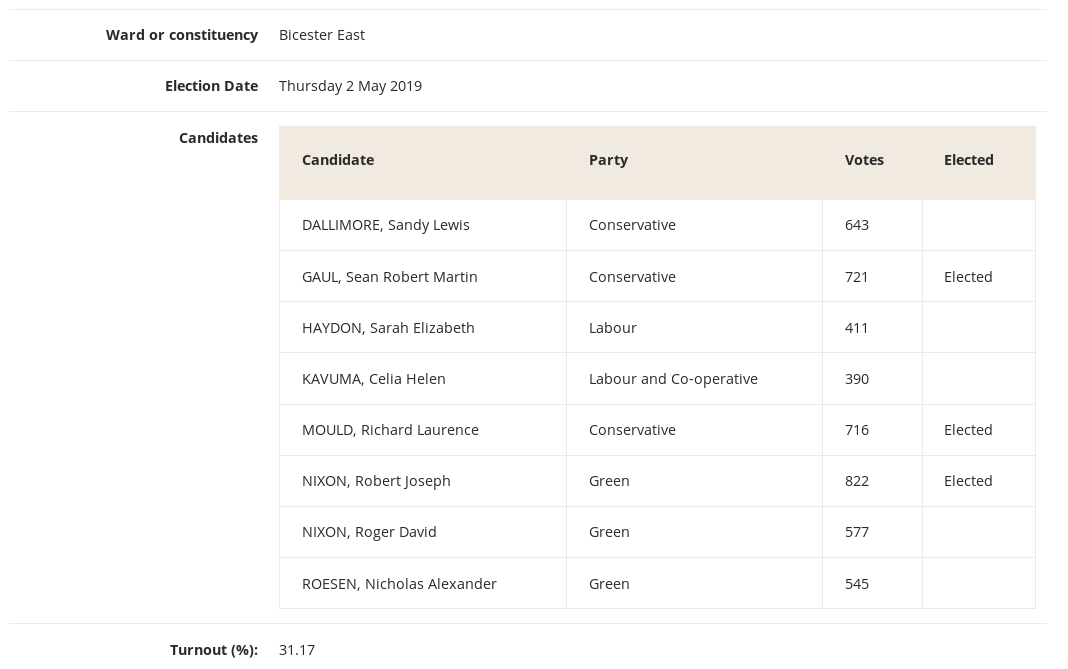 Ward or constituency Bicester East
Election Date Thursday 2 May 2019
Candidates
Candidate Party Votes Elected
DALLIMORE, Sandy Lewis Conservative 643
GAUL, Sean Robert Martin Conservative 721 Elected
HAYDON, Sarah Elizabeth Labour 411
KAVUMA, Celia Helen Labour and Co-operative 390
MOULD, Richard Laurence Conservative 716 Elected
NIXON, Robert Joseph Green 822 Elected
NIXON, Roger David Green 577
ROESEN, Nicholas Alexander Green 545
Turnout (%): 31.17